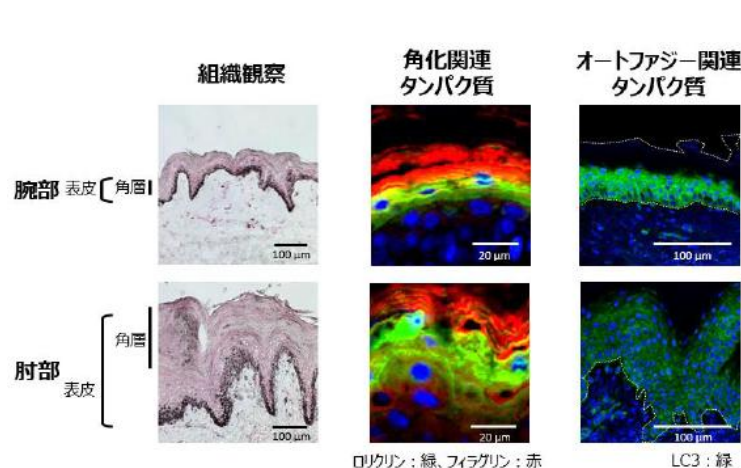 組織観察
角化関連
タンパク質
オートファジー関連
タンパク質
腕部 表皮 角層
100 μm
20 μm
100 μm
肘部 表皮 角層
100 μm
20 μm
100 μm
ロリクリン：緑、フィラグリン：赤
LC3：緑